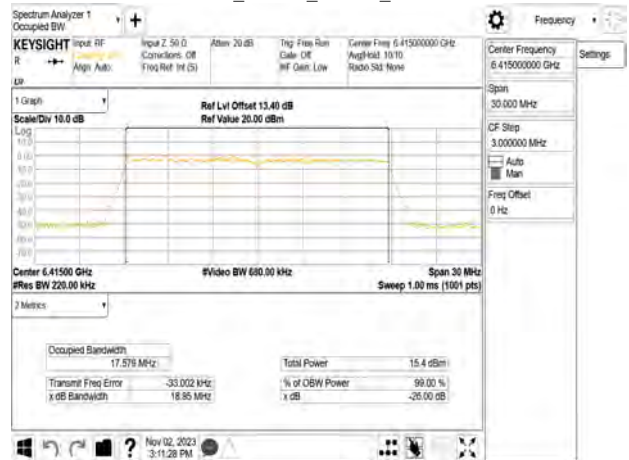 Spectrum Analyzer 1
Occupied BW
+
Frequency
KEYSIGHT
Input: RF
Input Z: 50 Ω
Atten: 20 dB
Trig: Free Run
Center Freq: 6.415000000 GHz
R
Corrections: Off
Gate: Off
Avg|Hold: 10/10
Align: Auto
Freq Ref: Int (S)
#IF Gain: Low
Radio Std: None
Center Frequency
6.415000000 GHz
Settings
Span
30.000 MHz
CF Step
3.000000 MHz
Auto
Man
Freq Offset
0 Hz
1 Graph
Ref Lvl Offset 13.40 dB
Scale/Div 10.0 dB
Ref Value 20.00 dBm
Log
10.0
0.00
Center 6.41500 GHz
#Video BW 680.00 kHz
Span 30 MHz
#Res BW 220.00 kHz
Sweep 1.00 ms (1001 pts)
2 Metrics
Occupied Bandwidth
17.579 MHz
Total Power
15.4 dBm
Transmit Freq Error
-33.002 kHz
% of OBW Power
99.00 %
x dB Bandwidth
18.95 MHz
x dB
-26.00 dB
?
Nov 02, 2023
3:11:28 PM